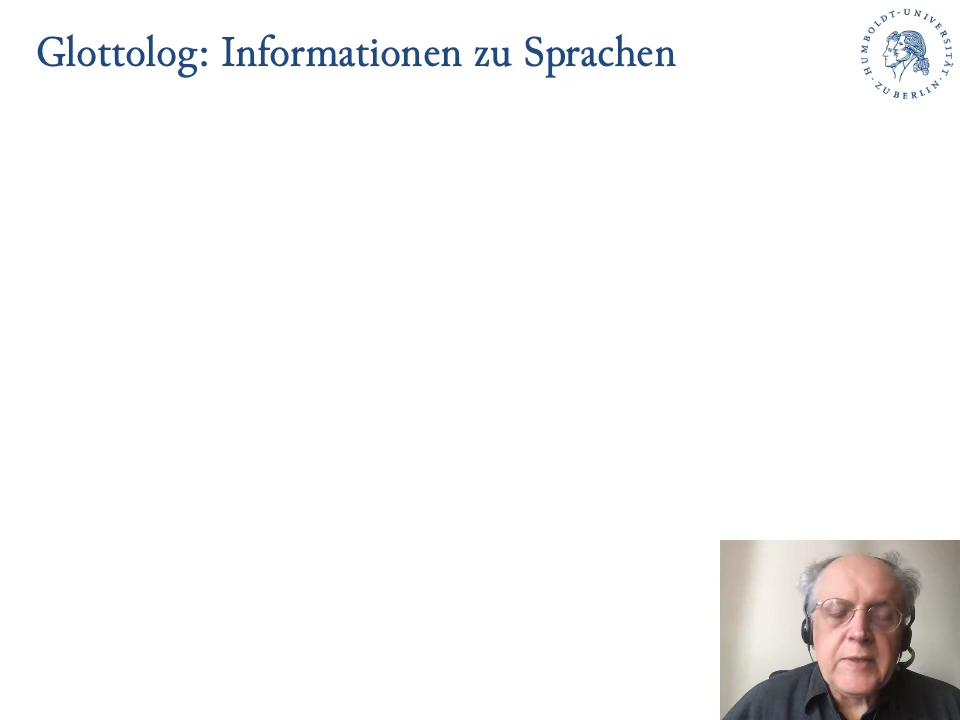 Glottolog: Informationen zu Sprachen
HUMBOLDT-UNIVERSITÄT
· ZU BERLIN ·